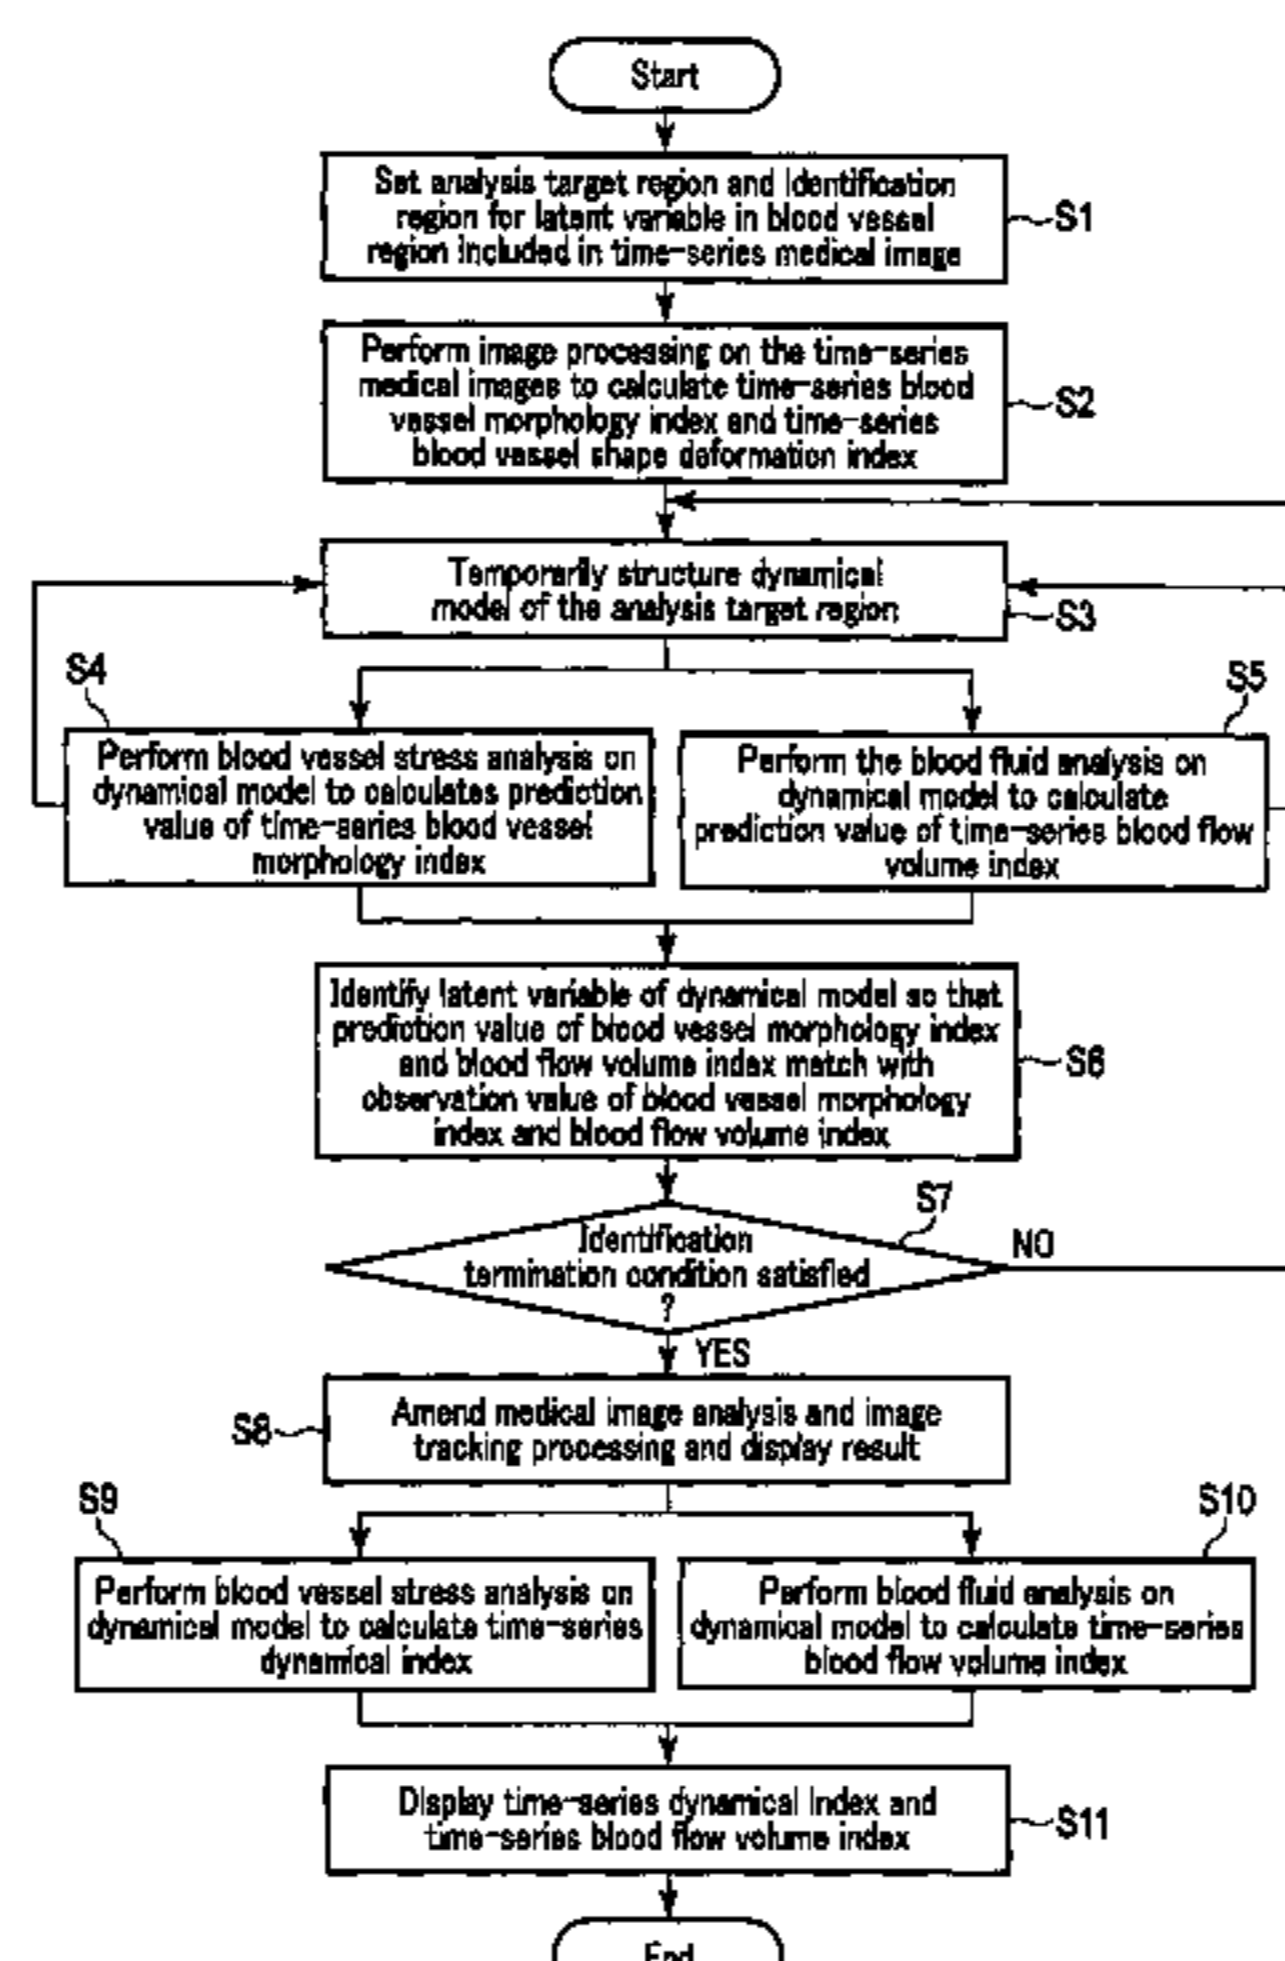 Start
Set analysis target region and identification
region for latent variable in blood vessel
region included in time-series medical image
S1
Perform image processing on the time-series
medical images to calculate time-series blood
vessel morphology index and time-series
blood vessel shape deformation index
S2
Temporarily structure dynamical
model of the analysis target region
S3
S4
Perform blood vessel stress analysis on
dynamical model to calculates prediction
value of time-series blood vessel
morphology index
S5
Perform the blood fluid analysis on
dynamical model to calculate
prediction value of time-series blood flow
volume index
Identify latent variable of dynamical model so that
prediction value of blood vessel morphology index
and blood flow volume index match with
observation value of blood vessel morphology
index and blood flow volume index
S6
S7
Identification
termination condition satisfied
?
NO
YES
S8
Amend medical image analysis and image
tracking processing and display result
S9
Perform blood vessel stress analysis on
dynamical model to calculate time-series
dynamical index
S10
Perform blood fluid analysis on
dynamical model to calculate time-series
blood flow volume index
Display time-series dynamical index and
time-series blood flow volume index
S11
End